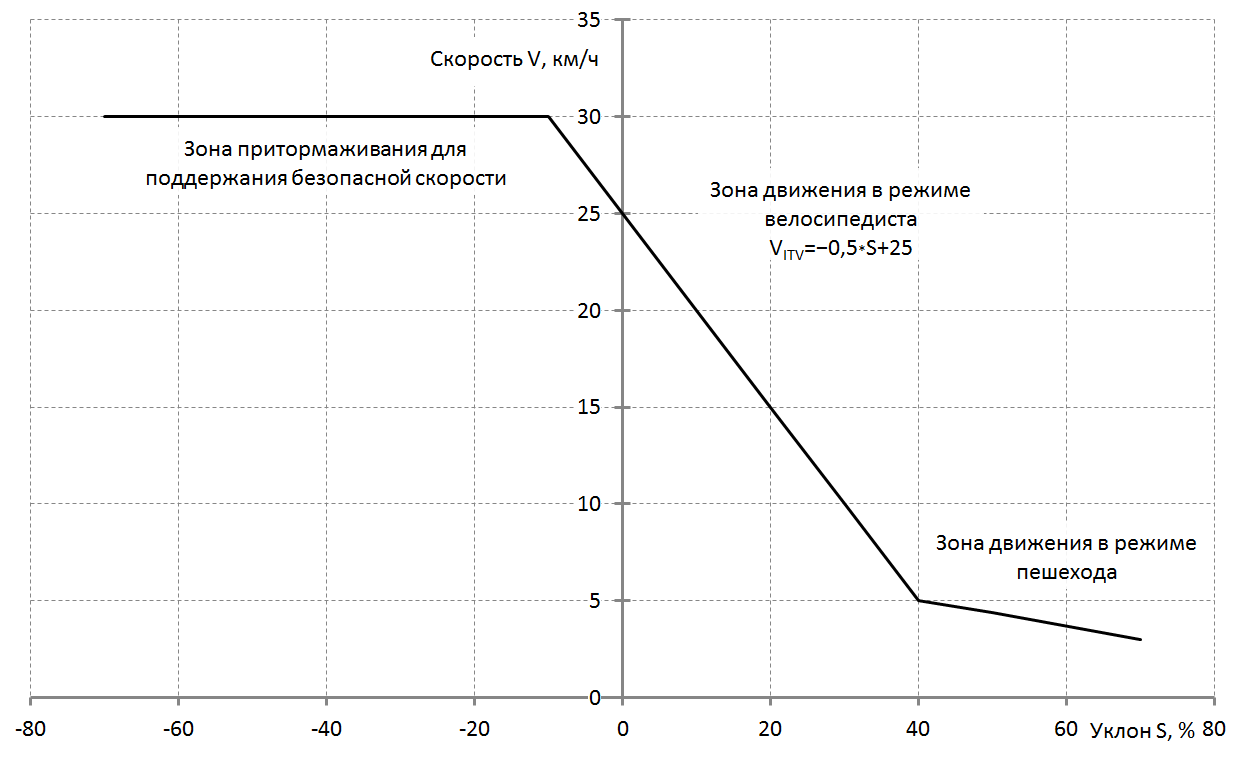 35
Скорость V, км/ч
30
Зона притормаживания для
поддержания безопасной скорости
Зона движения в режиме
велосипедиста
V_ITV=−0,5*S+25
25
20
15
10
Зона движения в режиме
пешехода
5
0
-80 -60 -40 -20 0 20 40 60 Уклон S, % 80